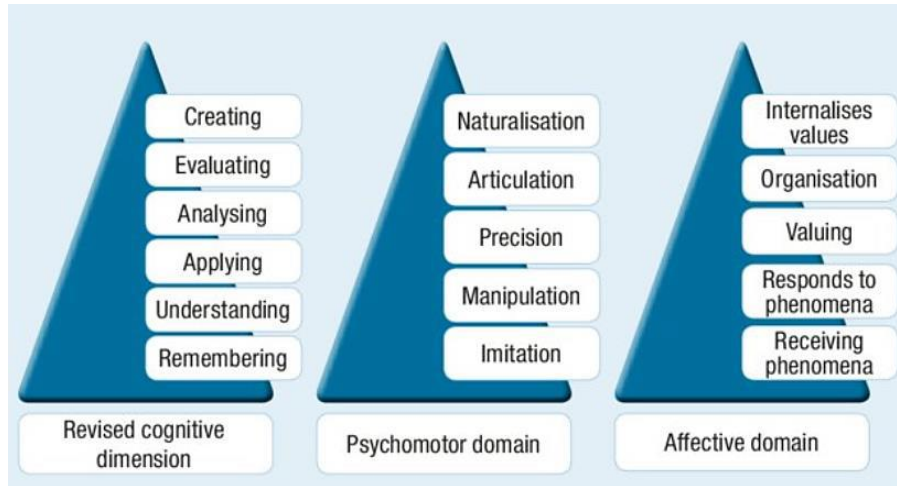 Creating
Evaluating
Analysing
Applying
Understanding
Remembering
Revised cognitive
dimension
Naturalisation
Articulation
Precision
Manipulation
Imitation
Psychomotor domain
Internalises
values
Organisation
Valuing
Responds to
phenomena
Receiving
phenomena
Affective domain